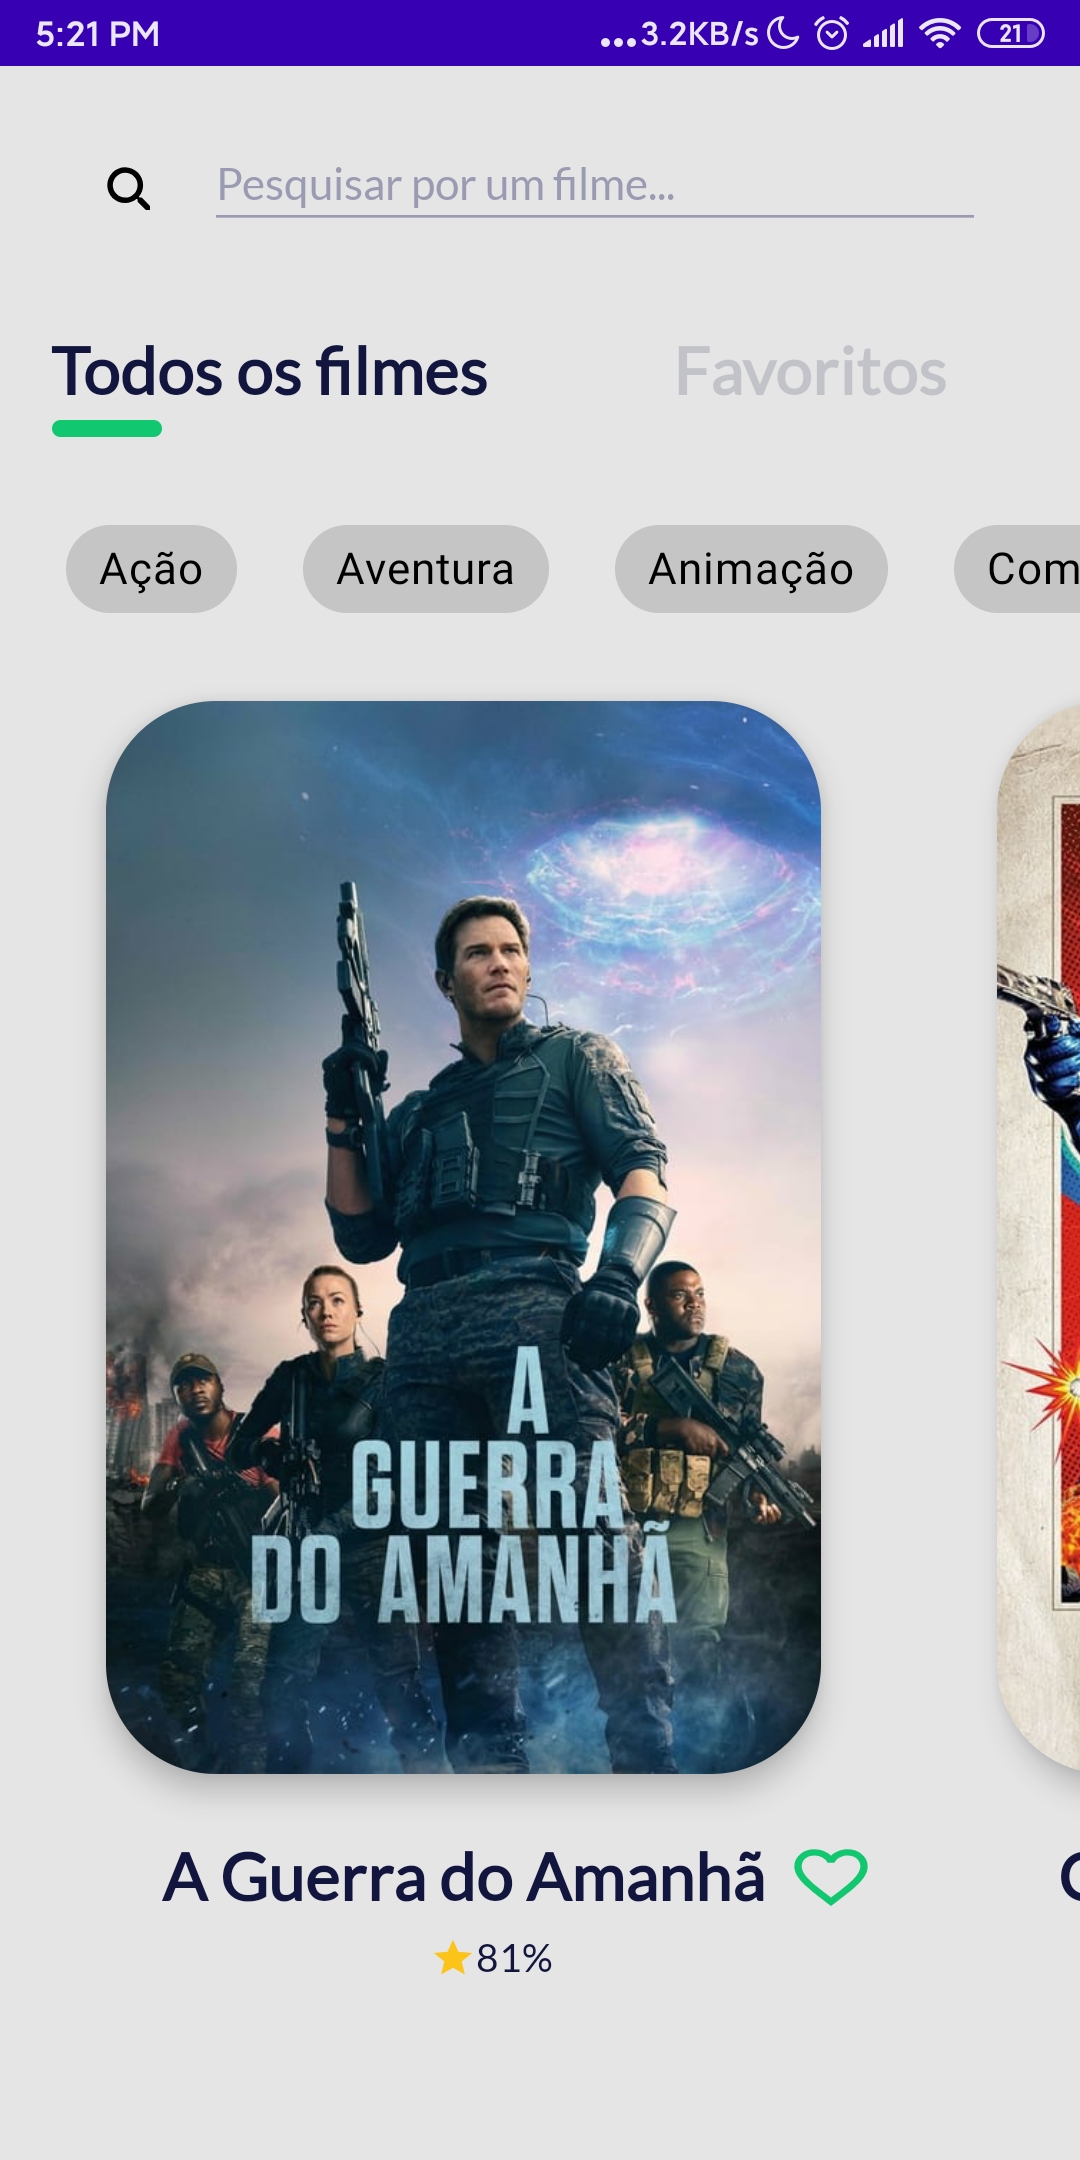 5:21 PM
...3.2KB/s
21
Pesquisar por um filme...
Todos os filmes
Favoritos
Ação
Aventura
Animação
Com
A
GUERRA
DO AMANHÃ
A Guerra do Amanhã
81%